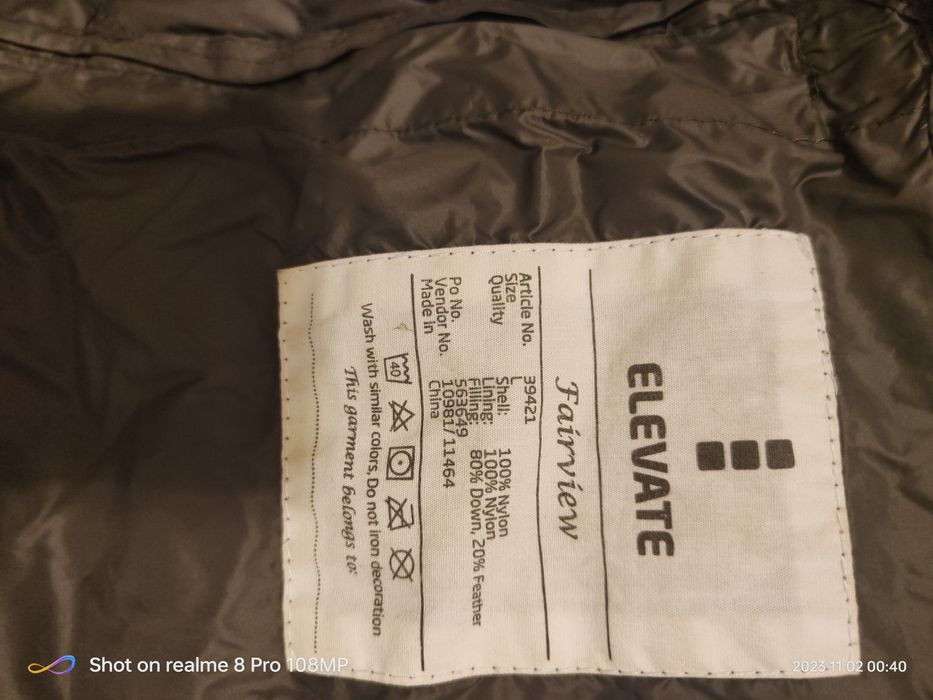 ELEVATE
Fairview
Article No. 39421
Size L
Quality Shell: 100% Nylon
Lining: 100% Nylon
Filling: 80% Down, 20% Feather
Po No. 563649
Vendor No. 10981/11464
Made in China
40
Wash with similar colors, Do not iron decoration
This garment belongs to:
Shot on realme 8 Pro 108MP
2023.11.02 00:40